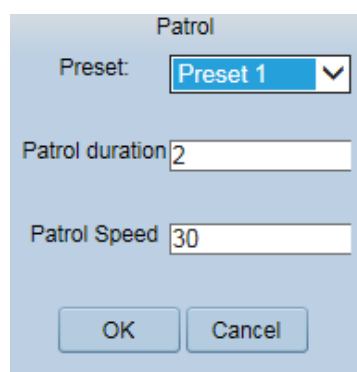 Patrol
Preset: Preset 1
Patrol duration 2
Patrol Speed 30
OK Cancel